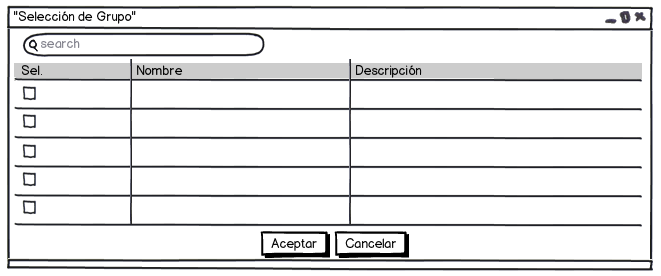 "Selección de Grupo"
search
Sel. Nombre Descripción
Aceptar Cancelar